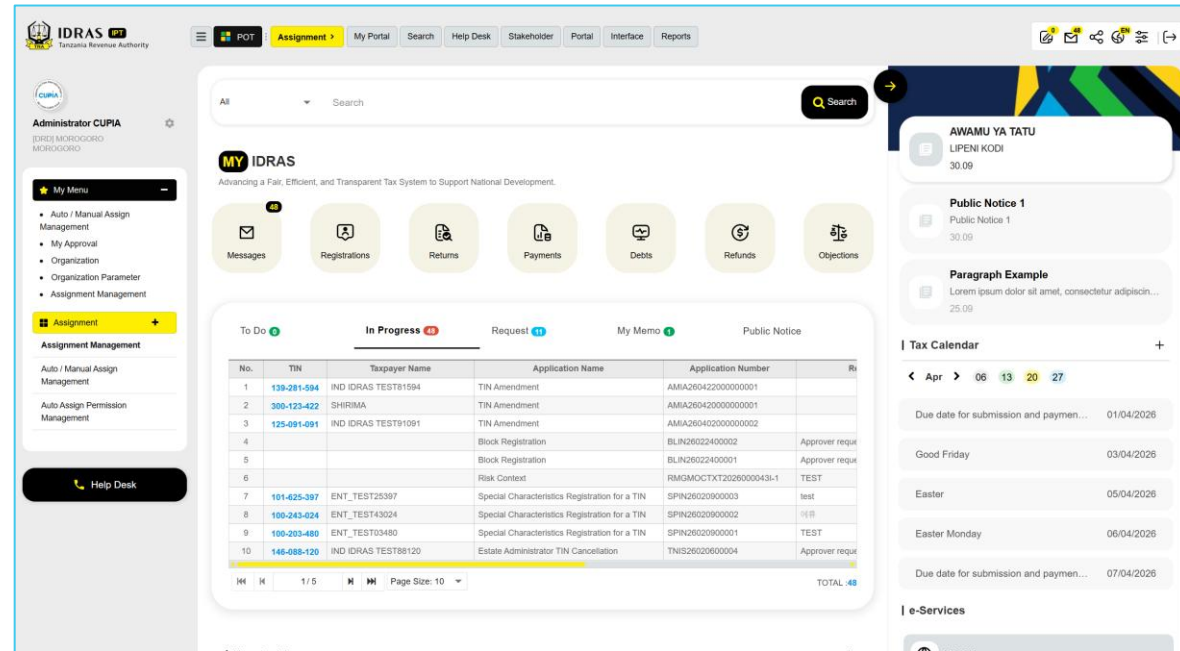 IDRAS IPT
Tanzania Revenue Authority
POT
Assignment
My Portal
Search
Help Desk
Stakeholder
Portal
Interface
Reports
0
48
EN
CUPIA
Administrator CUPIA
[DRD] MOROGORO
MOROGORO
My Menu
Auto / Manual Assign
Management
My Approval
Organization
Organization Parameter
Assignment Management
Assignment
Assignment Management
Auto / Manual Assign
Management
Auto Assign Permission
Management
Help Desk
All
Search
Search
MY IDRAS
Advancing a Fair, Efficient, and Transparent Tax System to Support National Development.
48
Messages
Registrations
Returns
Payments
Debts
Refunds
Objections
To Do 0
In Progress 48
Request 11
My Memo 1
Public Notice
No. TIN Taxpayer Name Application Name Application Number
1 139-281-594 IND IDRAS TEST81594 TIN Amendment AMIA260422000000001
2 300-123-422 SHIRIMA TIN Amendment AMIA260420000000001
3 125-091-091 IND IDRAS TEST91091 TIN Amendment AMIA260402000000002
4 Block Registration BLIN26022400002 Approver reque
5 Block Registration BLIN26022400001 Approver reque
6 Risk Context TEST
7 101-625-397 ENT_TEST25397 Special Characteristics Registration for a TIN SPIN26020900003 test
8 100-243-024 ENT_TEST43024 Special Characteristics Registration for a TIN SPIN26020900002
9 100-203-480 ENT_TEST03480 Special Characteristics Registration for a TIN SPIN26020900001 TEST
10 146-088-120 IND IDRAS TEST88120 Estate Administrator TIN Cancellation TNIS26020600004 Approver reque
1 / 5
Page Size: 10
TOTAL :48
AWAMU YA TATU
LIPENI KODI
30.09
Public Notice 1
Public Notice 1
30.09
Paragraph Example
Lorem ipsum dolor sit amet, consectetur adipiscin...
25.09
Tax Calendar
Apr 06 13 20 27
Due date for submission and paymen... 01/04/2026
Good Friday 03/04/2026
Easter 05/04/2026
Easter Monday 06/04/2026
Due date for submission and paymen... 07/04/2026
e-Services